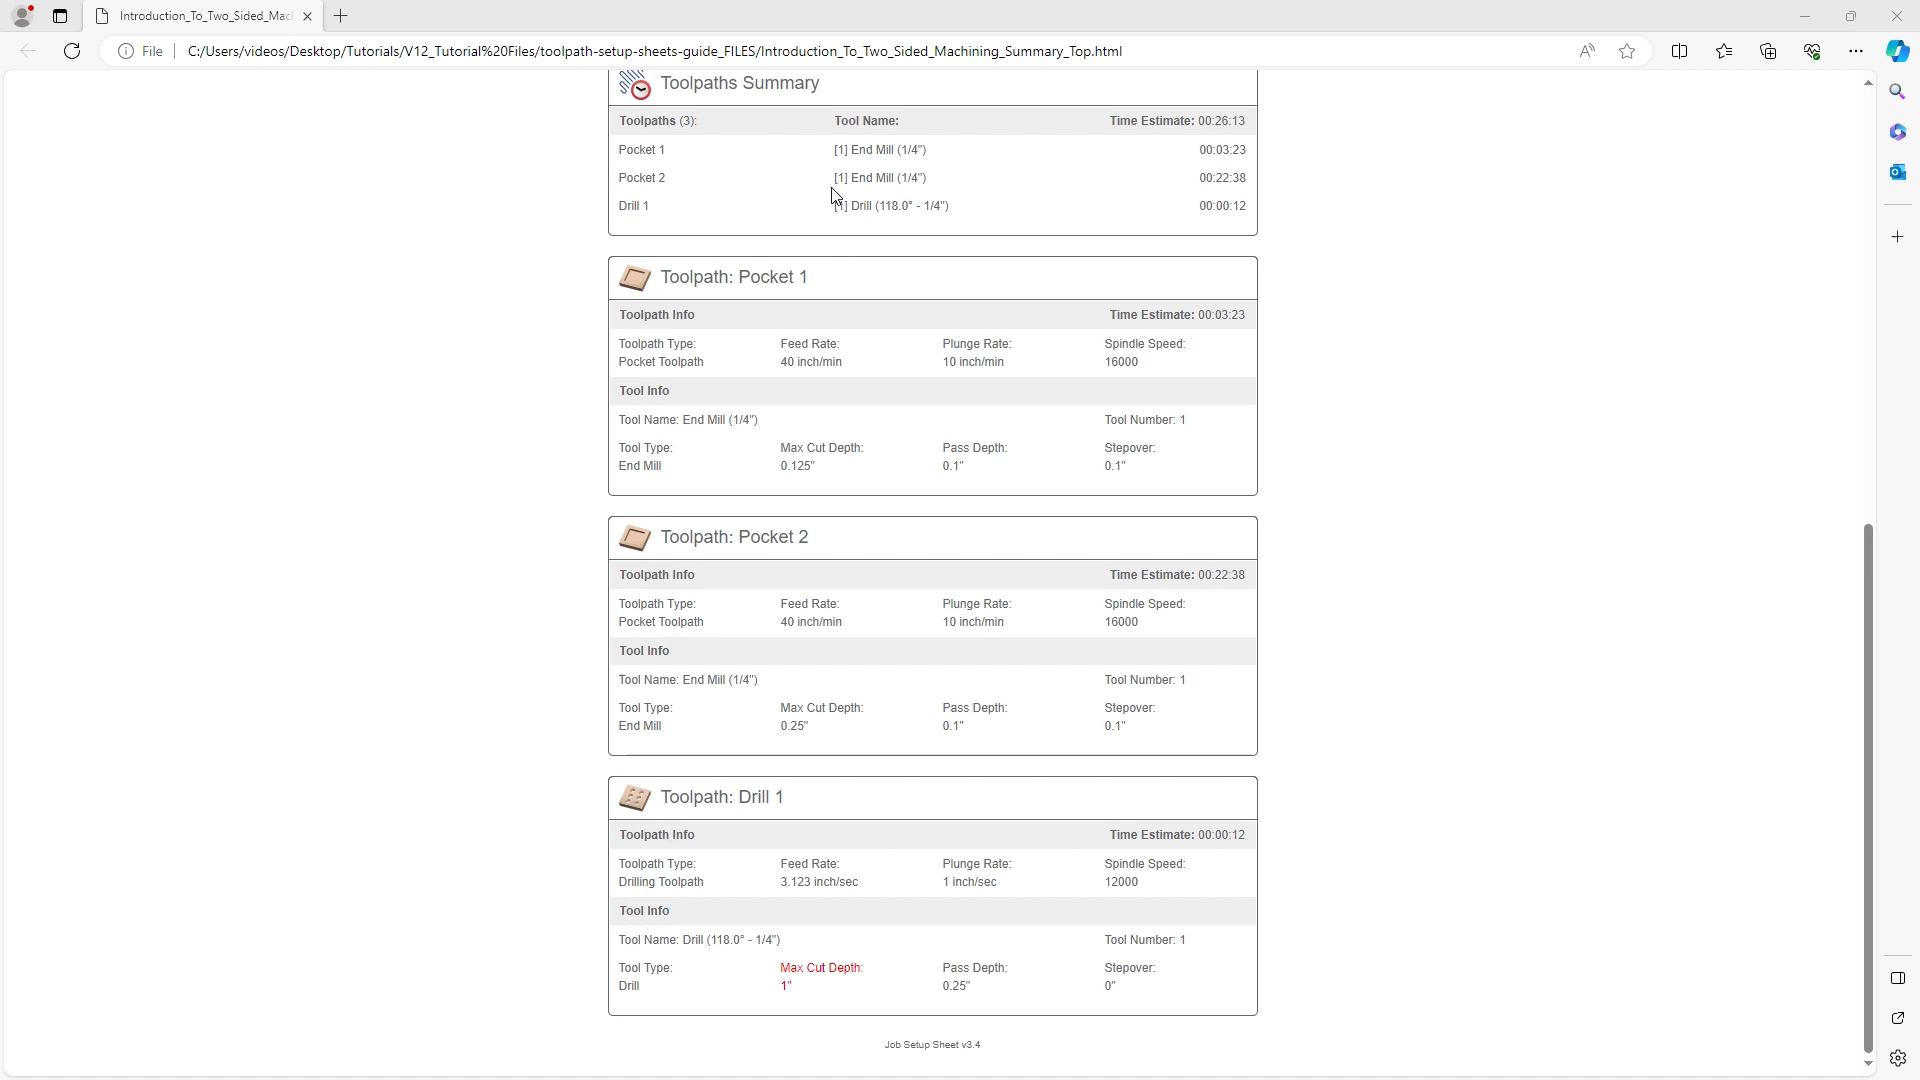 Introduction_To_Two_Sided_Mac
File
C:/Users/videos/Desktop/Tutorials/V12_Tutorial%20Files/toolpath-setup-sheets-guide_FILES/Introduction_To_Two_Sided_Machining_Summary_Top.html
Toolpaths Summary
Toolpaths (3): Tool Name: Time Estimate: 00:26:13
Pocket 1 [1] End Mill (1/4") 00:03:23
Pocket 2 [1] End Mill (1/4") 00:22:38
Drill 1 [1] Drill (118.0° - 1/4") 00:00:12
Toolpath: Pocket 1
Toolpath Info Time Estimate: 00:03:23
Toolpath Type: Feed Rate: Plunge Rate: Spindle Speed:
Pocket Toolpath 40 inch/min 10 inch/min 16000
Tool Info
Tool Name: End Mill (1/4") Tool Number: 1
Tool Type: Max Cut Depth: Pass Depth: Stepover:
End Mill 0.125" 0.1" 0.1"
Toolpath: Pocket 2
Toolpath Info Time Estimate: 00:22:38
Toolpath Type: Feed Rate: Plunge Rate: Spindle Speed:
Pocket Toolpath 40 inch/min 10 inch/min 16000
Tool Info
Tool Name: End Mill (1/4") Tool Number: 1
Tool Type: Max Cut Depth: Pass Depth: Stepover:
End Mill 0.25" 0.1" 0.1"
Toolpath: Drill 1
Toolpath Info Time Estimate: 00:00:12
Toolpath Type: Feed Rate: Plunge Rate: Spindle Speed:
Drilling Toolpath 3.123 inch/sec 1 inch/sec 12000
Tool Info
Tool Name: Drill (118.0° - 1/4") Tool Number: 1
Tool Type: Max Cut Depth: Pass Depth: Stepover:
Drill 1" 0.25" 0"
Job Setup Sheet v3.4